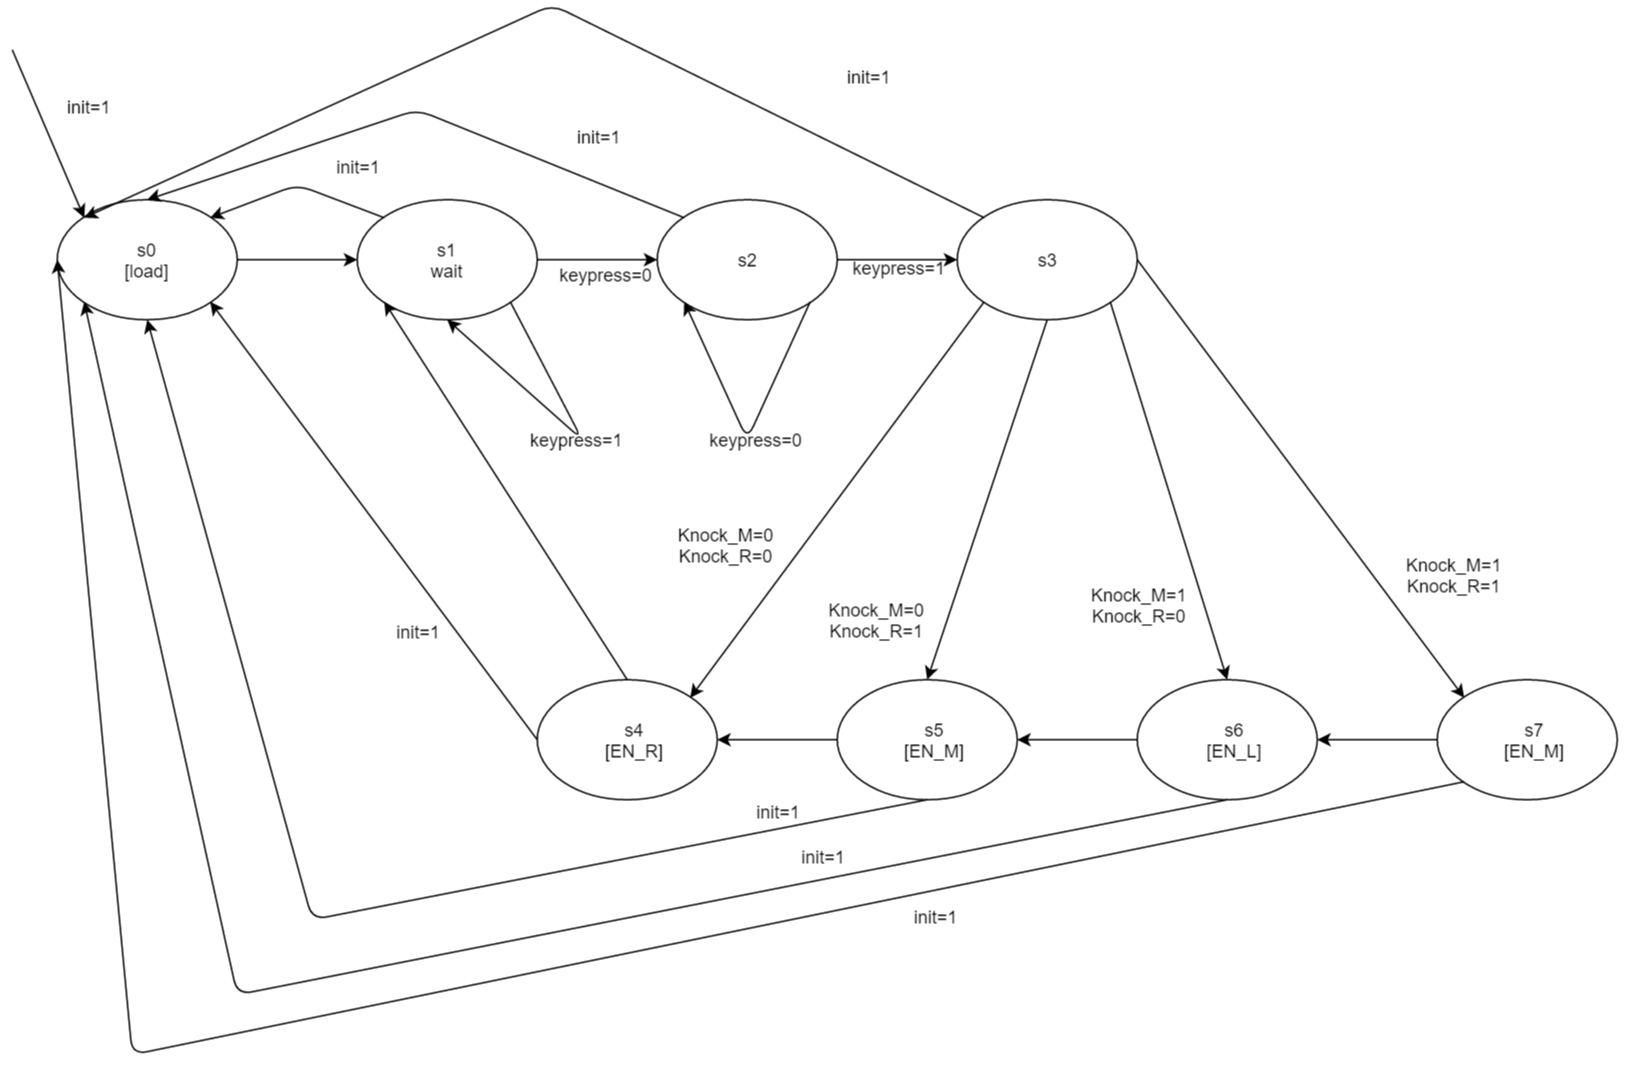 init=1
init=1
init=1
init=1
s0
[load]
s1
wait
s2
s3
keypress=0
keypress=1
keypress=1
keypress=0
Knock_M=0
Knock_R=0
Knock_M=0
Knock_R=1
Knock_M=1
Knock_R=0
Knock_M=1
Knock_R=1
init=1
s4
[EN_R]
s5
[EN_M]
s6
[EN_L]
s7
[EN_M]
init=1
init=1
init=1